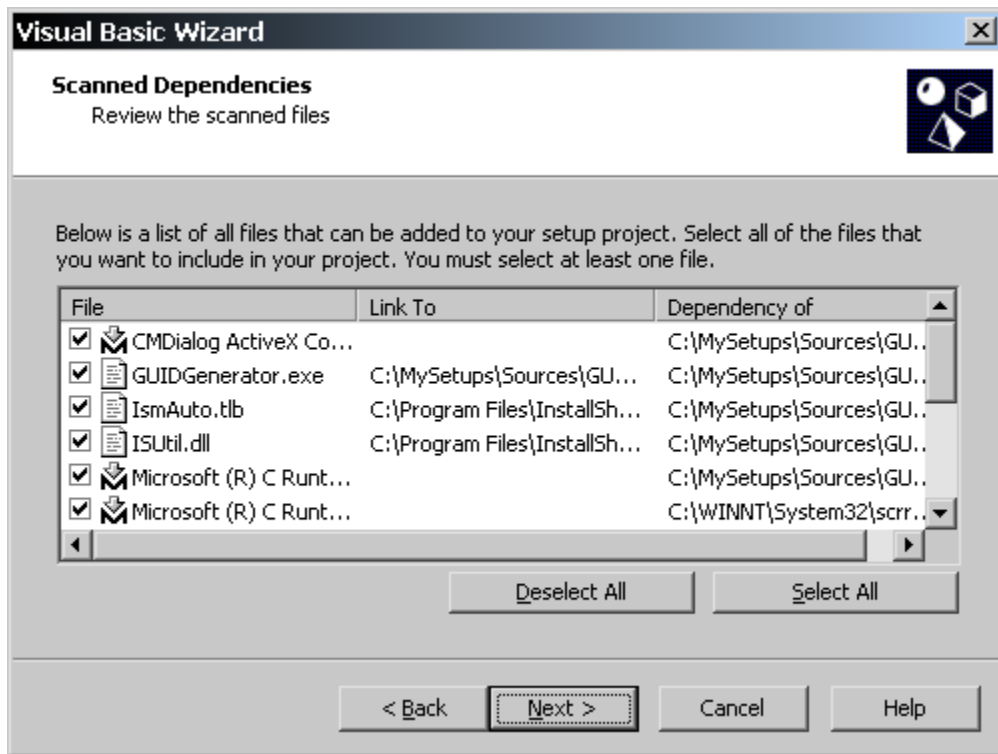 Visual Basic Wizard
Scanned Dependencies
Review the scanned files
Below is a list of all files that can be added to your setup project. Select all of the files that
you want to include in your project. You must select at least one file.
File Link To Dependency of
CMDialog ActiveX Co... C:\MySetups\Sources\GU...
GUIDGenerator.exe C:\MySetups\Sources\GU... C:\MySetups\Sources\GU...
IsmAuto.tlb C:\Program Files\InstallSh... C:\MySetups\Sources\GU...
ISUtil.dll C:\Program Files\InstallSh... C:\MySetups\Sources\GU...
Microsoft (R) C Runt... C:\MySetups\Sources\GU...
Microsoft (R) C Runt... C:\WINNT\System32\scrr...
Deselect All Select All
< Back Next > Cancel Help